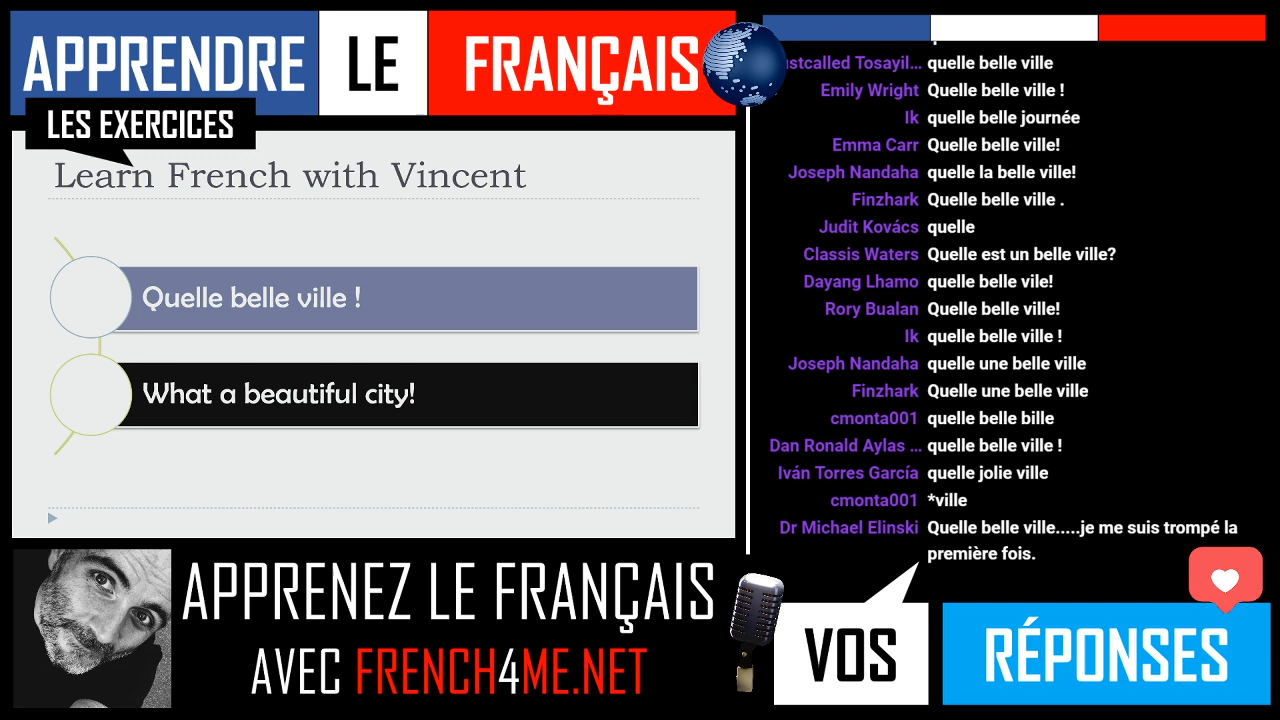 APPRENDRE LE FRANÇAIS
LES EXERCICES
Learn French with Vincent
Quelle belle ville !
What a beautiful city!
APPRENEZ LE FRANÇAIS
AVEC FRENCH4ME.NET
stcalled Tosayil... quelle belle ville
Emily Wright Quelle belle ville !
Ik quelle belle journée
Emma Carr Quelle belle ville!
Joseph Nandaha quelle la belle ville!
Finzhark Quelle belle ville .
Judit Kovács quelle
Classis Waters Quelle est un belle ville?
Dayang Lhamo quelle belle vile!
Rory Bualan Quelle belle ville!
Ik quelle belle ville !
Joseph Nandaha quelle une belle ville
Finzhark Quelle une belle ville
cmonta001 quelle belle bille
Dan Ronald Aylas ... quelle belle ville !
Iván Torres García quelle jolie ville
cmonta001 *ville
Dr Michael Elinski Quelle belle ville.....je me suis trompé la
première fois.
VOS RÉPONSES